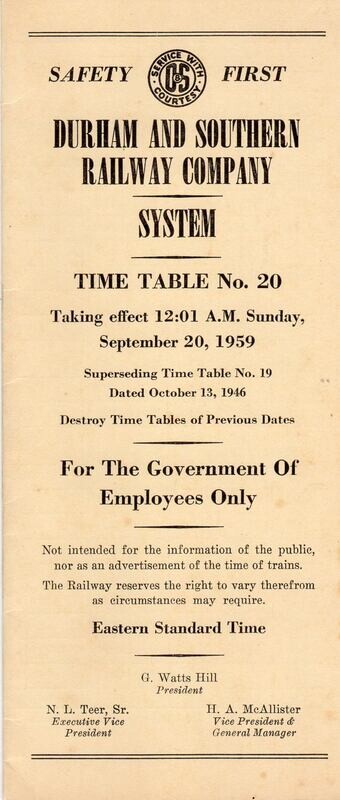 SAFETY FIRST
SERVICE WITH
D&S
COURTESY
DURHAM AND SOUTHERN
RAILWAY COMPANY
SYSTEM
TIME TABLE No. 20
Taking effect 12:01 A.M. Sunday,
September 20, 1959
Superseding Time Table No. 19
Dated October 13, 1946
Destroy Time Tables of Previous Dates
For The Government Of
Employees Only
Not intended for the information of the public,
nor as an advertisement of the time of trains.
The Railway reserves the right to vary therefrom
as circumstances may require.
Eastern Standard Time
G. Watts Hill
President
N. L. Teer, Sr.
Executive Vice
President
H. A. McAllister
Vice President &
General Manager